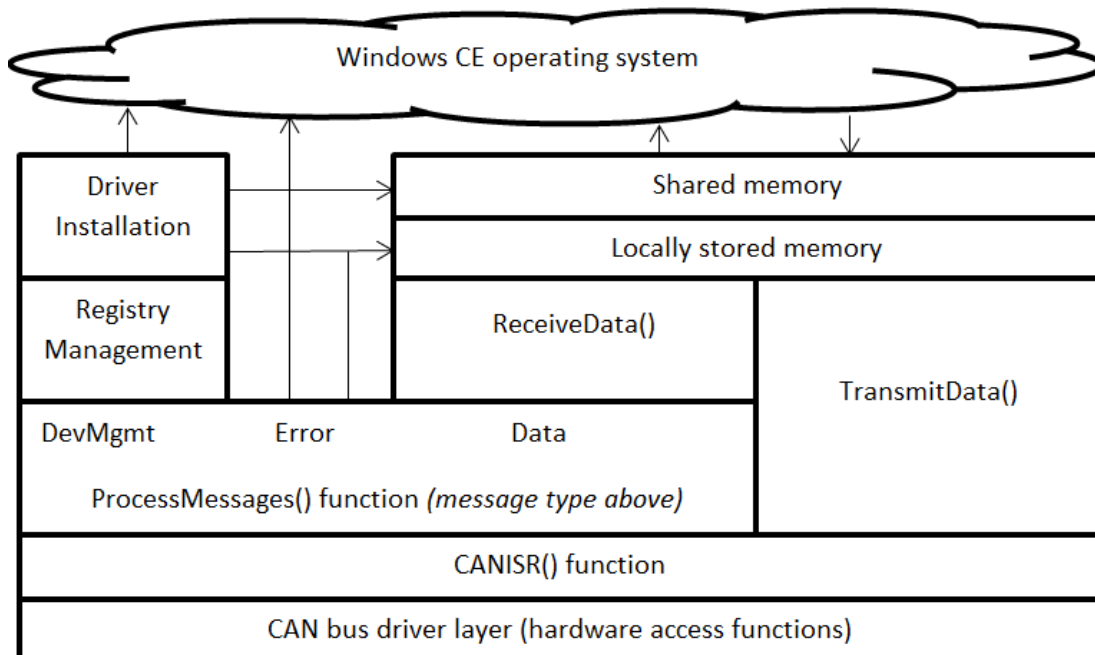 Windows CE operating system
Driver
Installation
Shared memory
Locally stored memory
Registry
Management
ReceiveData()
TransmitData()
DevMgmt
Error
Data
ProcessMessages() function (message type above)
CANISR() function
CAN bus driver layer (hardware access functions)